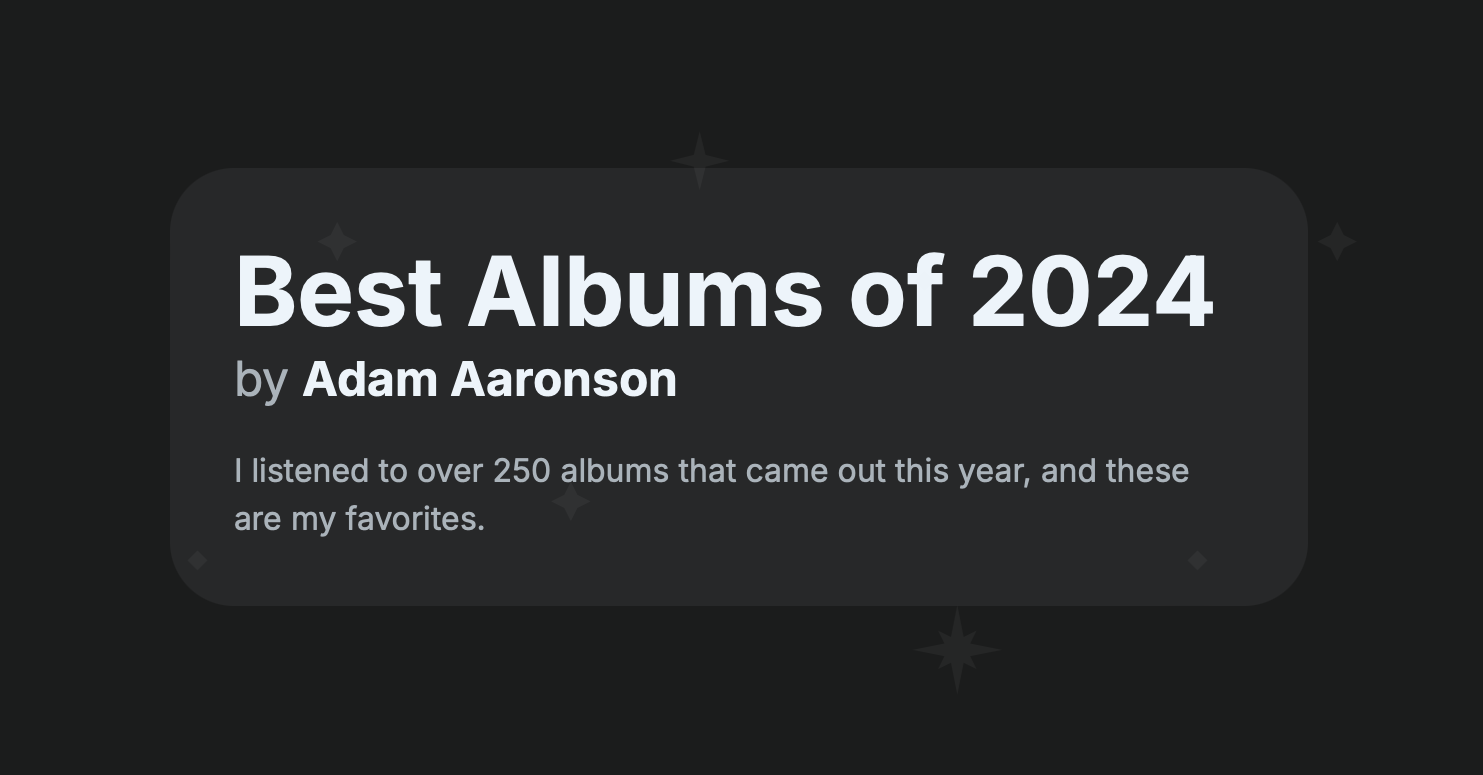 Best Albums of 2024
by Adam Aaronson
I listened to over 250 albums that came out this year, and these
are my favorites.